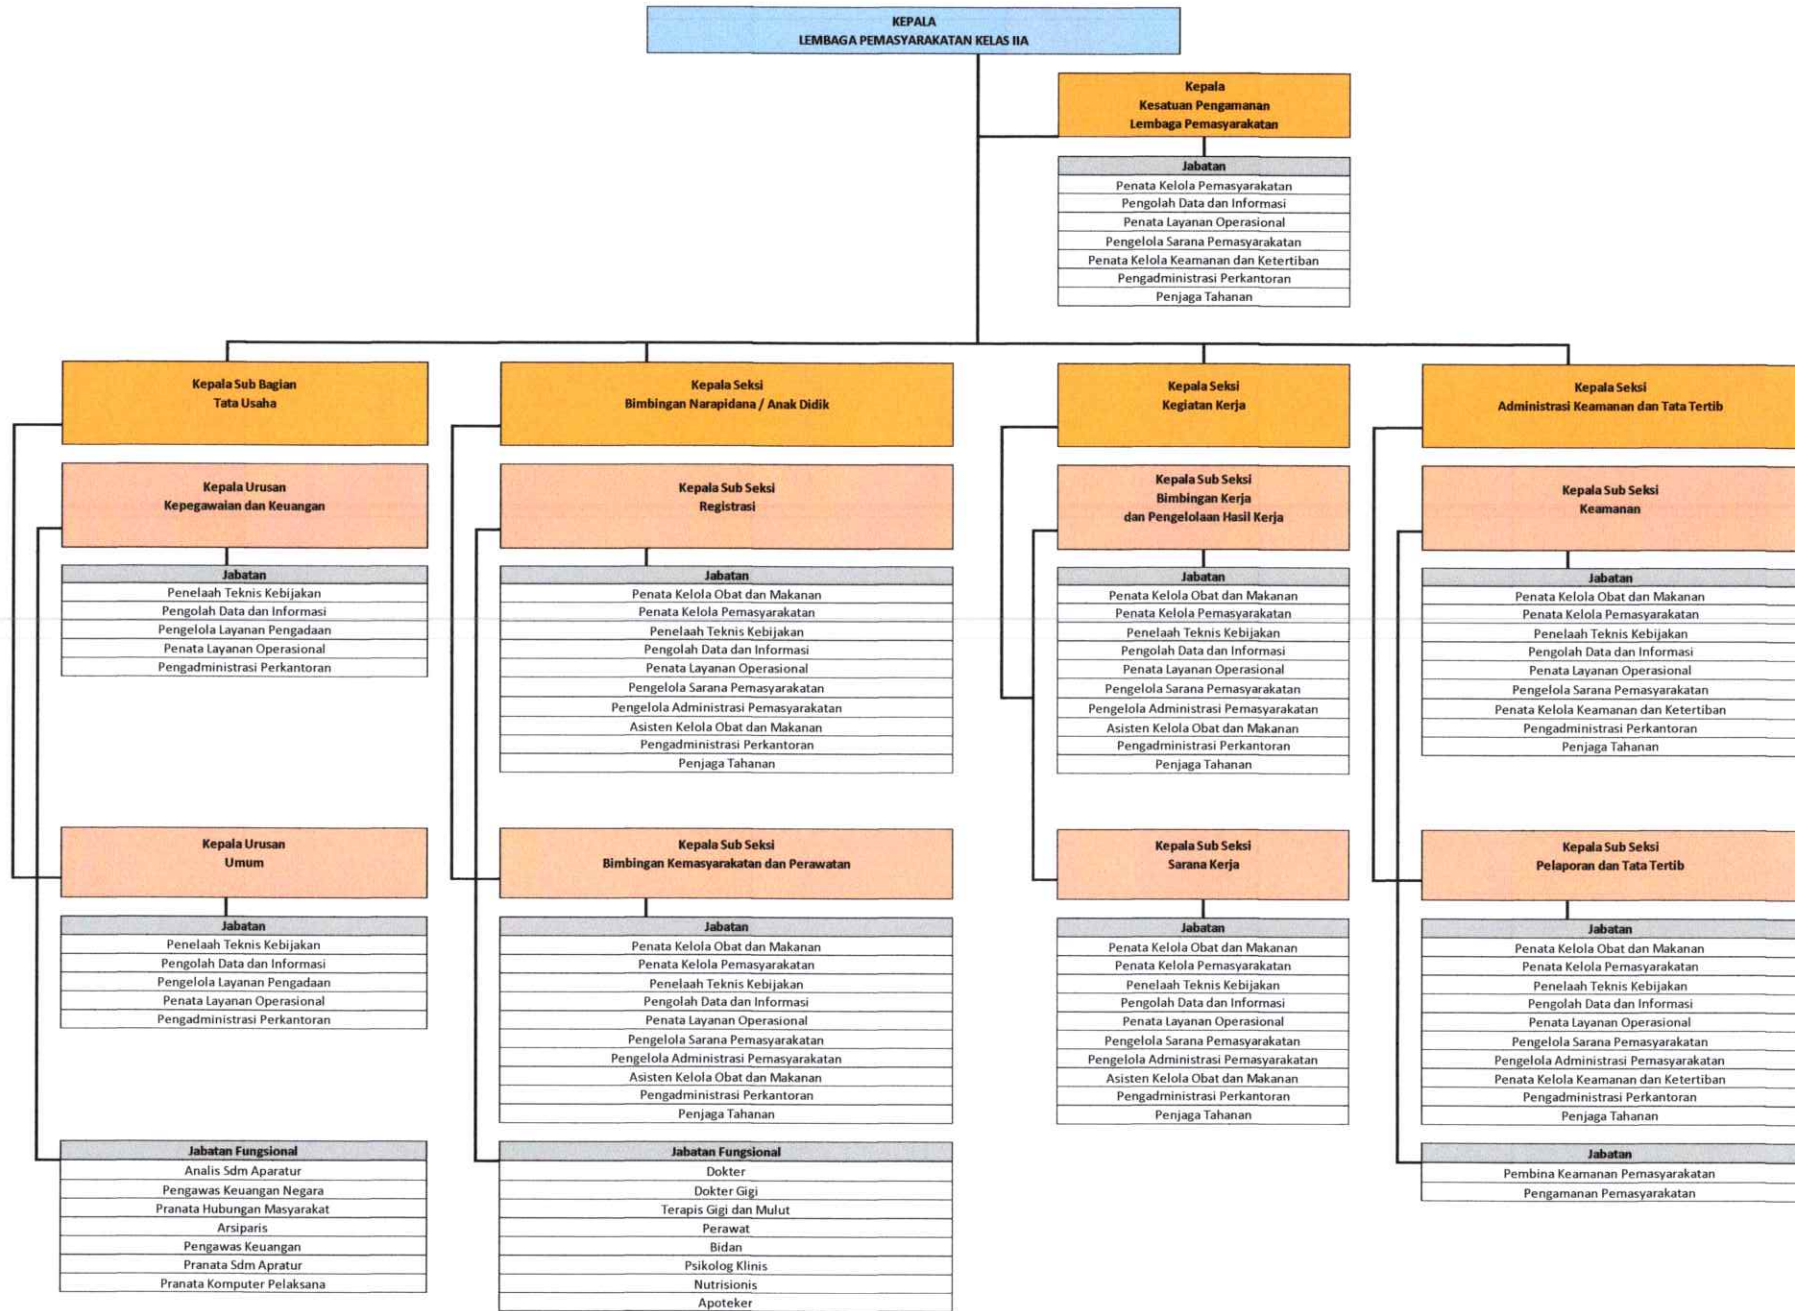 KEPALA
LEMBAGA PEMASYARAKATAN KELAS IIA
Kepala
Kesatuan Pengamanan
Lembaga Pemasyarakatan
Jabatan
Penata Kelola Pemasyarakatan
Pengolah Data dan Informasi
Penata Layanan Operasional
Pengelola Sarana Pemasyarakatan
Penata Kelola Keamanan dan Ketertiban
Pengadministrasi Perkantoran
Penjaga Tahanan
Kepala Sub Bagian
Tata Usaha
Kepala Urusan
Kepegawaian dan Keuangan
Jabatan
Penelaah Teknis Kebijakan
Pengolah Data dan Informasi
Pengelola Layanan Pengadaan
Penata Layanan Operasional
Pengadministrasi Perkantoran
Kepala Urusan
Umum
Jabatan
Penelaah Teknis Kebijakan
Pengolah Data dan Informasi
Pengelola Layanan Pengadaan
Penata Layanan Operasional
Pengadministrasi Perkantoran
Jabatan Fungsional
Analis Sdm Aparatur
Pengawas Keuangan Negara
Pranata Hubungan Masyarakat
Arsiparis
Pengawas Keuangan
Pranata Sdm Apratur
Pranata Komputer Pelaksana
Kepala Seksi
Bimbingan Narapidana / Anak Didik
Kepala Sub Seksi
Registrasi
Jabatan
Penata Kelola Obat dan Makanan
Penata Kelola Pemasyarakatan
Penelaah Teknis Kebijakan
Pengolah Data dan Informasi
Penata Layanan Operasional
Pengelola Sarana Pemasyarakatan
Pengelola Administrasi Pemasyarakatan
Asisten Kelola Obat dan Makanan
Pengadministrasi Perkantoran
Penjaga Tahanan
Kepala Sub Seksi
Bimbingan Kemasyarakatan dan Perawatan
Jabatan
Penata Kelola Obat dan Makanan
Penata Kelola Pemasyarakatan
Penelaah Teknis Kebijakan
Pengolah Data dan Informasi
Penata Layanan Operasional
Pengelola Sarana Pemasyarakatan
Pengelola Administrasi Pemasyarakatan
Asisten Kelola Obat dan Makanan
Pengadministrasi Perkantoran
Penjaga Tahanan
Jabatan Fungsional
Dokter
Dokter Gigi
Terapis Gigi dan Mulut
Perawat
Bidan
Psikolog Klinis
Nutrisionis
Apoteker
Kepala Seksi
Kegiatan Kerja
Kepala Sub Seksi
Bimbingan Kerja
dan Pengelolaan Hasil Kerja
Jabatan
Penata Kelola Obat dan Makanan
Penata Kelola Pemasyarakatan
Penelaah Teknis Kebijakan
Pengolah Data dan Informasi
Penata Layanan Operasional
Pengelola Sarana Pemasyarakatan
Pengelola Administrasi Pemasyarakatan
Asisten Kelola Obat dan Makanan
Pengadministrasi Perkantoran
Penjaga Tahanan
Kepala Sub Seksi
Sarana Kerja
Jabatan
Penata Kelola Obat dan Makanan
Penata Kelola Pemasyarakatan
Penelaah Teknis Kebijakan
Pengolah Data dan Informasi
Penata Layanan Operasional
Pengelola Sarana Pemasyarakatan
Pengelola Administrasi Pemasyarakatan
Asisten Kelola Obat dan Makanan
Pengadministrasi Perkantoran
Penjaga Tahanan
Kepala Seksi
Administrasi Keamanan dan Tata Tertib
Kepala Sub Seksi
Keamanan
Jabatan
Penata Kelola Obat dan Makanan
Penata Kelola Pemasyarakatan
Penelaah Teknis Kebijakan
Pengolah Data dan Informasi
Penata Layanan Operasional
Pengelola Sarana Pemasyarakatan
Penata Kelola Keamanan dan Ketertiban
Pengadministrasi Perkantoran
Penjaga Tahanan
Kepala Sub Seksi
Pelaporan dan Tata Tertib
Jabatan
Penata Kelola Obat dan Makanan
Penata Kelola Pemasyarakatan
Penelaah Teknis Kebijakan
Pengolah Data dan Informasi
Penata Layanan Operasional
Pengelola Sarana Pemasyarakatan
Pengelola Administrasi Pemasyarakatan
Penata Kelola Keamanan dan Ketertiban
Pengadministrasi Perkantoran
Penjaga Tahanan
Jabatan
Pembina Keamanan Pemasyarakatan
Pengamanan Pemasyarakatan